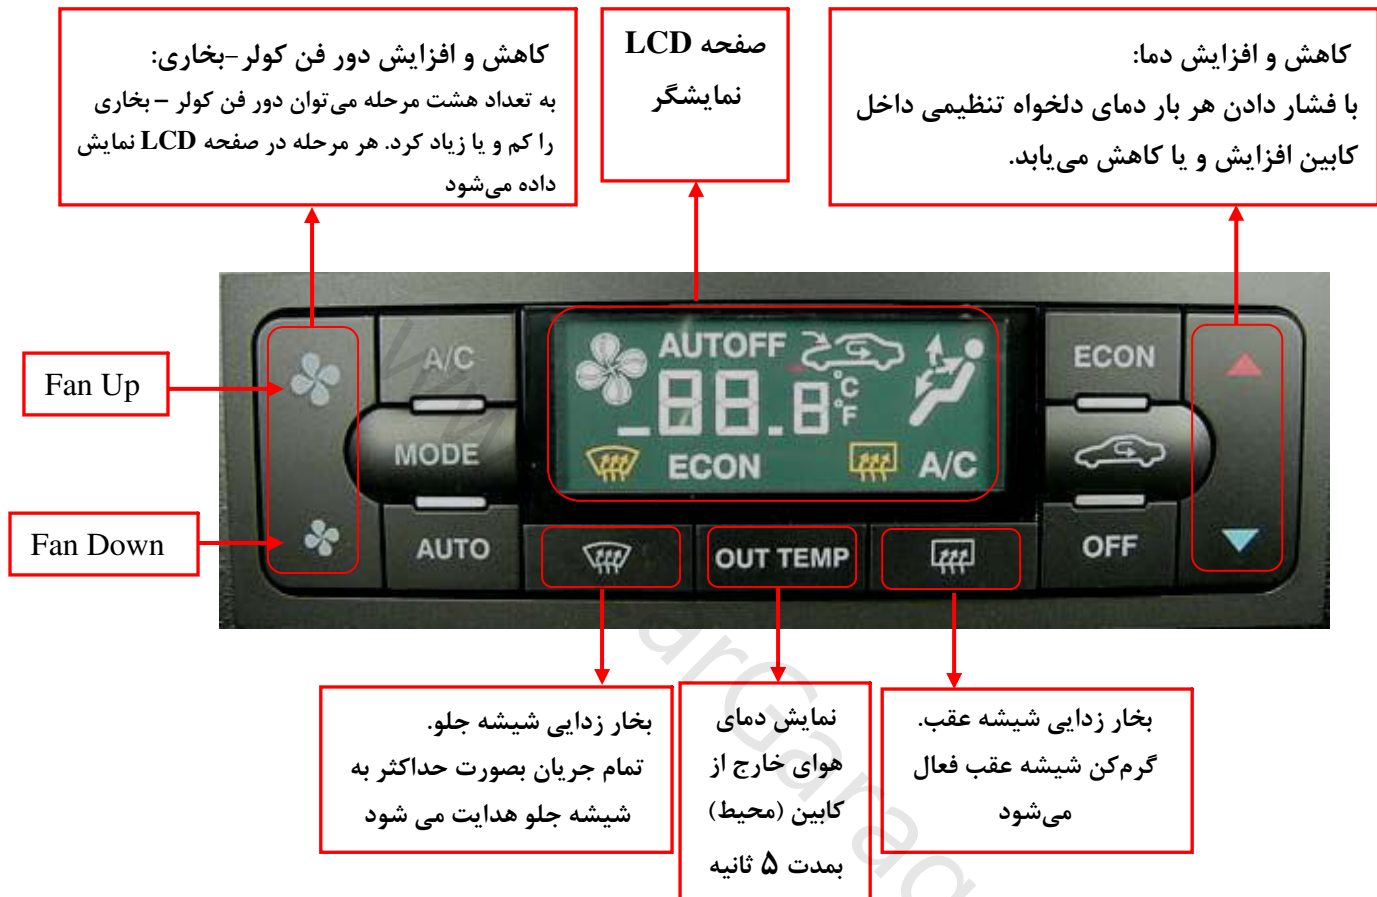 کاهش و افزایش دور فن کولر –بخاری:
به تعداد هشت مرحله می‌توان دور فن کولر – بخاری
را کم و یا زیاد کرد. هر مرحله در صفحه LCD نمایش
داده می‌شود
صفحه LCD
نمایشگر
کاهش و افزایش دما:
با فشار دادن هر بار دمای دلخواه تنظیمی داخل
کابین افزایش و یا کاهش می‌یابد.
Fan Up
Fan Down
A/C
MODE
AUTO
AUTOFF
-88.8 °C
°F
ECON
A/C
ECON
OFF
OUT TEMP
بخار زدایی شیشه جلو.
تمام جریان بصورت حداکثر به
شیشه جلو هدایت می شود
نمایش دمای
هوای خارج از
کابین (محیط)
بمدت ۵ ثانیه
بخار زدایی شیشه عقب.
گرم‌کن شیشه عقب فعال
می‌شود